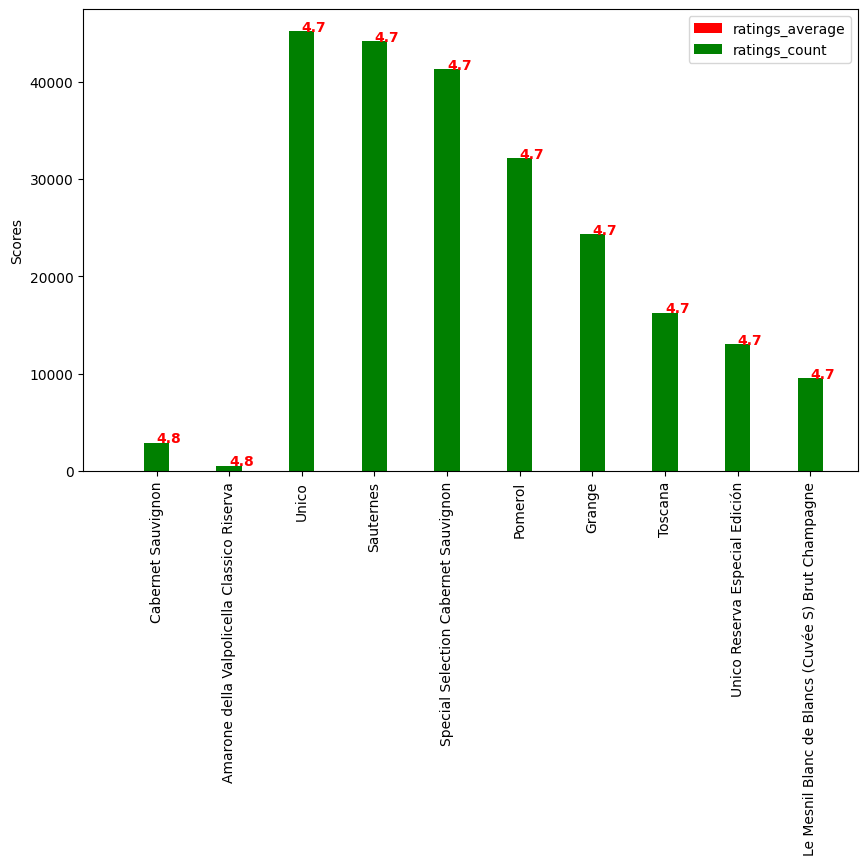 ratings_average
ratings_count
Scores
40000
30000
20000
10000
0
4.8
4.8
4.7
4.7
4.7
4.7
4.7
4.7
4.7
4.7
Cabernet Sauvignon
Amarone della Valpolicella Classico Riserva
Unico
Sauternes
Special Selection Cabernet Sauvignon
Pomerol
Grange
Toscana
Unico Reserva Especial Edición
Le Mesnil Blanc de Blancs (Cuvée S) Brut Champagne